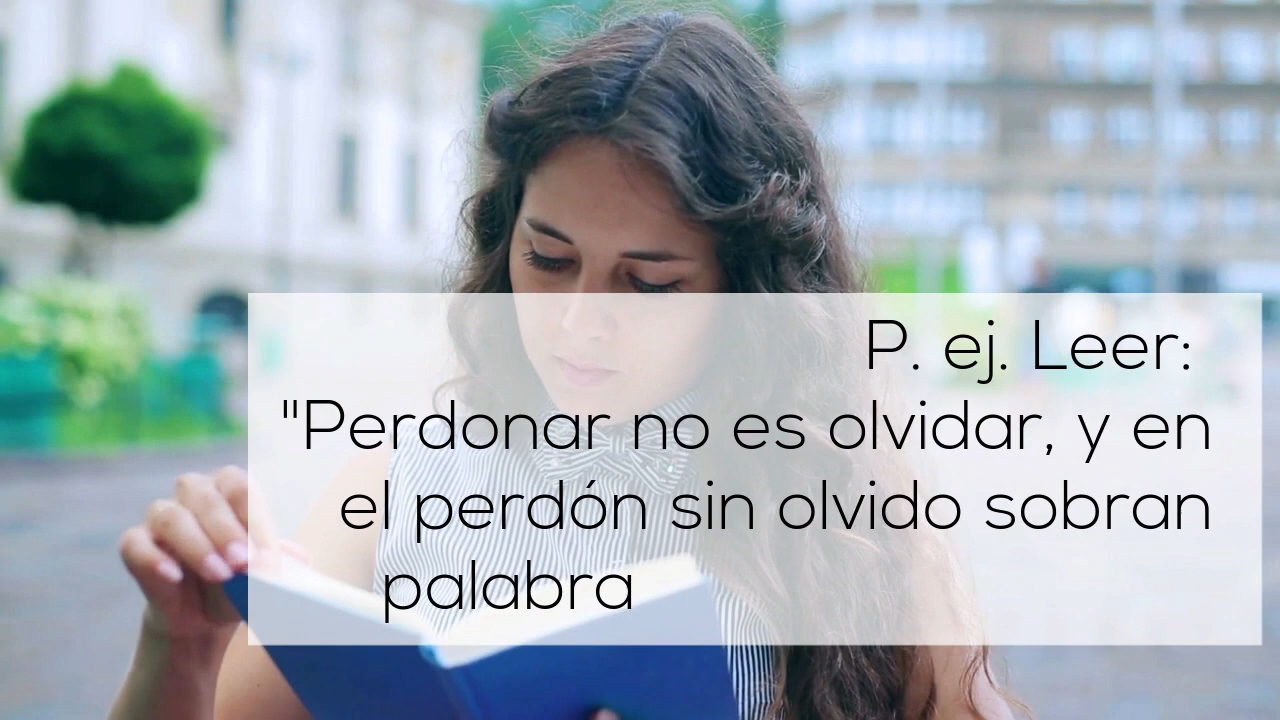 P. ej. Leer:
"Perdonar no es olvidar, y en
el perdón sin olvido sobran
palabra